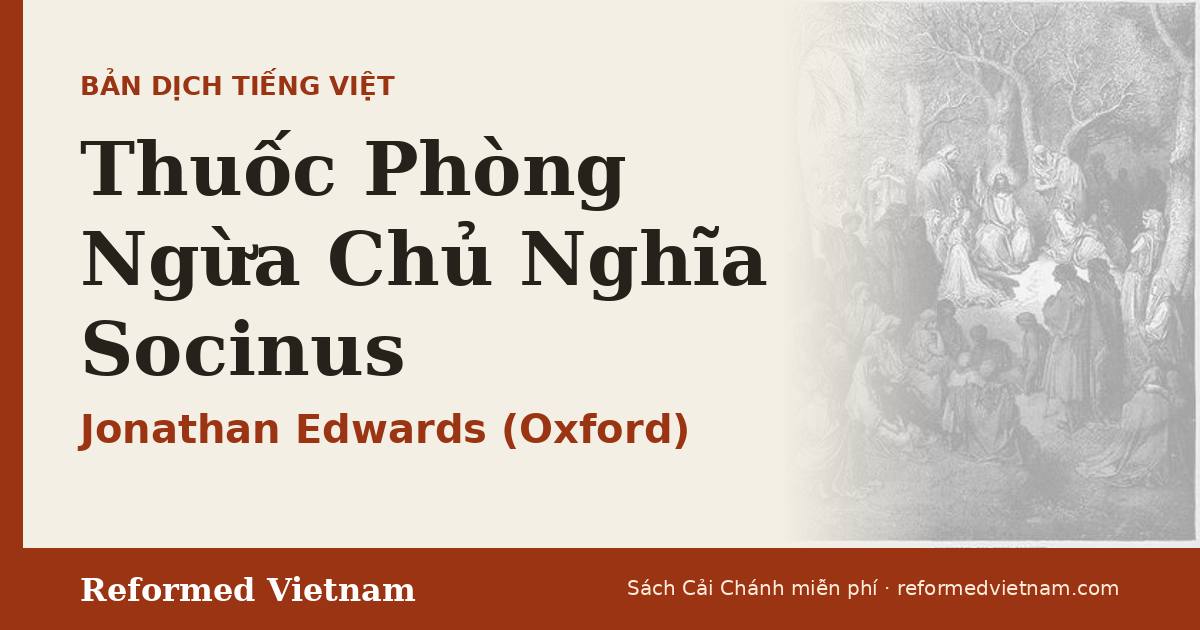 BẢN DỊCH TIẾNG VIỆT
Thuốc Phòng
Ngừa Chủ Nghĩa
Socinus
Jonathan Edwards (Oxford)
Reformed Vietnam
Sách Cải Chánh miễn phí · reformedvietnam.com